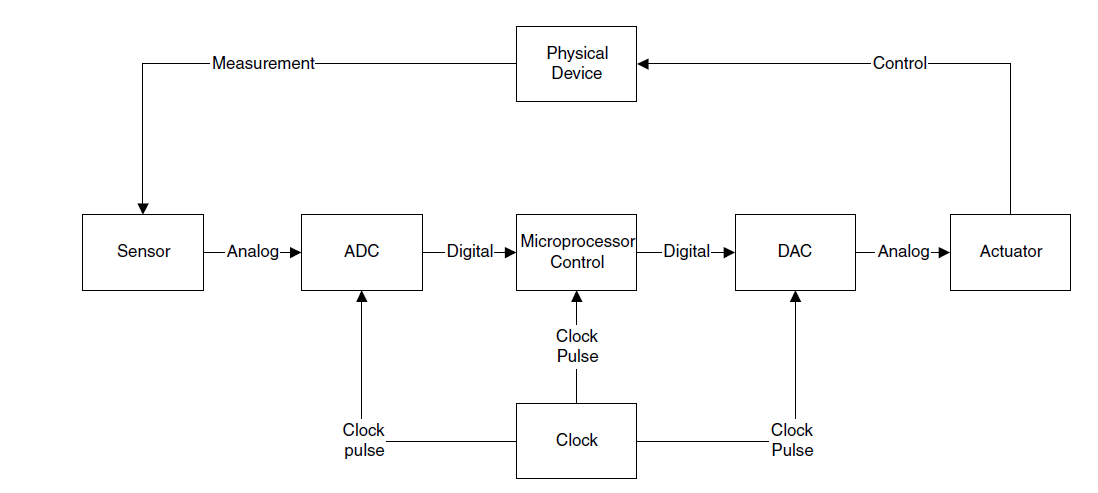 Physical
Device
Measurement
Control
Sensor
Analog
ADC
Digital
Microprocessor
Control
Digital
DAC
Analog
Actuator
Clock
Pulse
Clock
pulse
Clock
Clock
Pulse